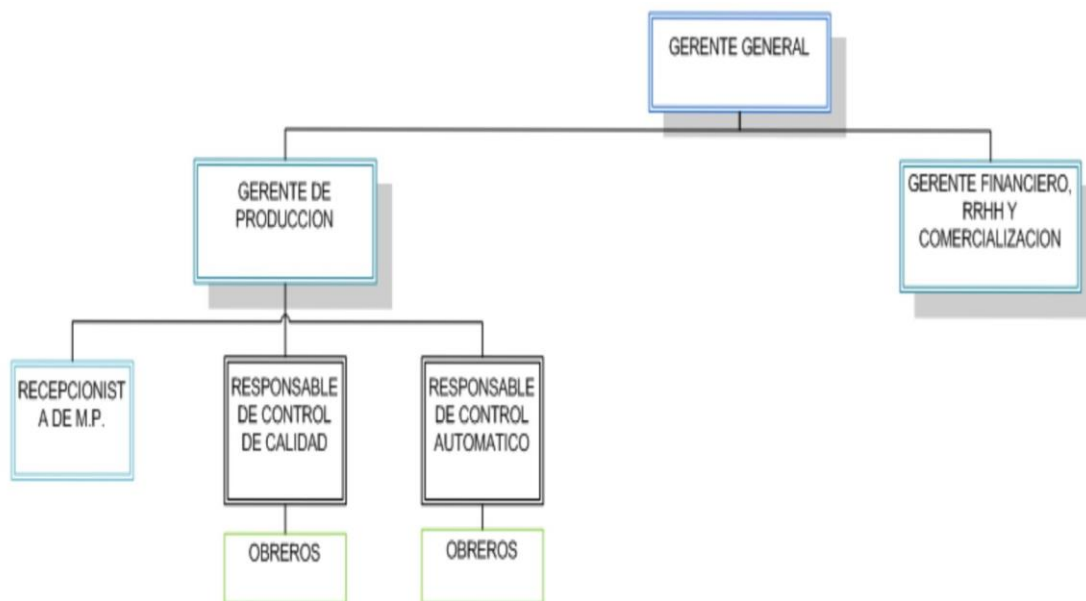 GERENTE GENERAL
GERENTE DE
PRODUCCION
GERENTE FINANCIERO,
RRHH Y
COMERCIALIZACION
RECEPCIONIST
A DE M.P.
RESPONSABLE
DE CONTROL
DE CALIDAD
RESPONSABLE
DE CONTROL
AUTOMATICO
OBREROS
OBREROS